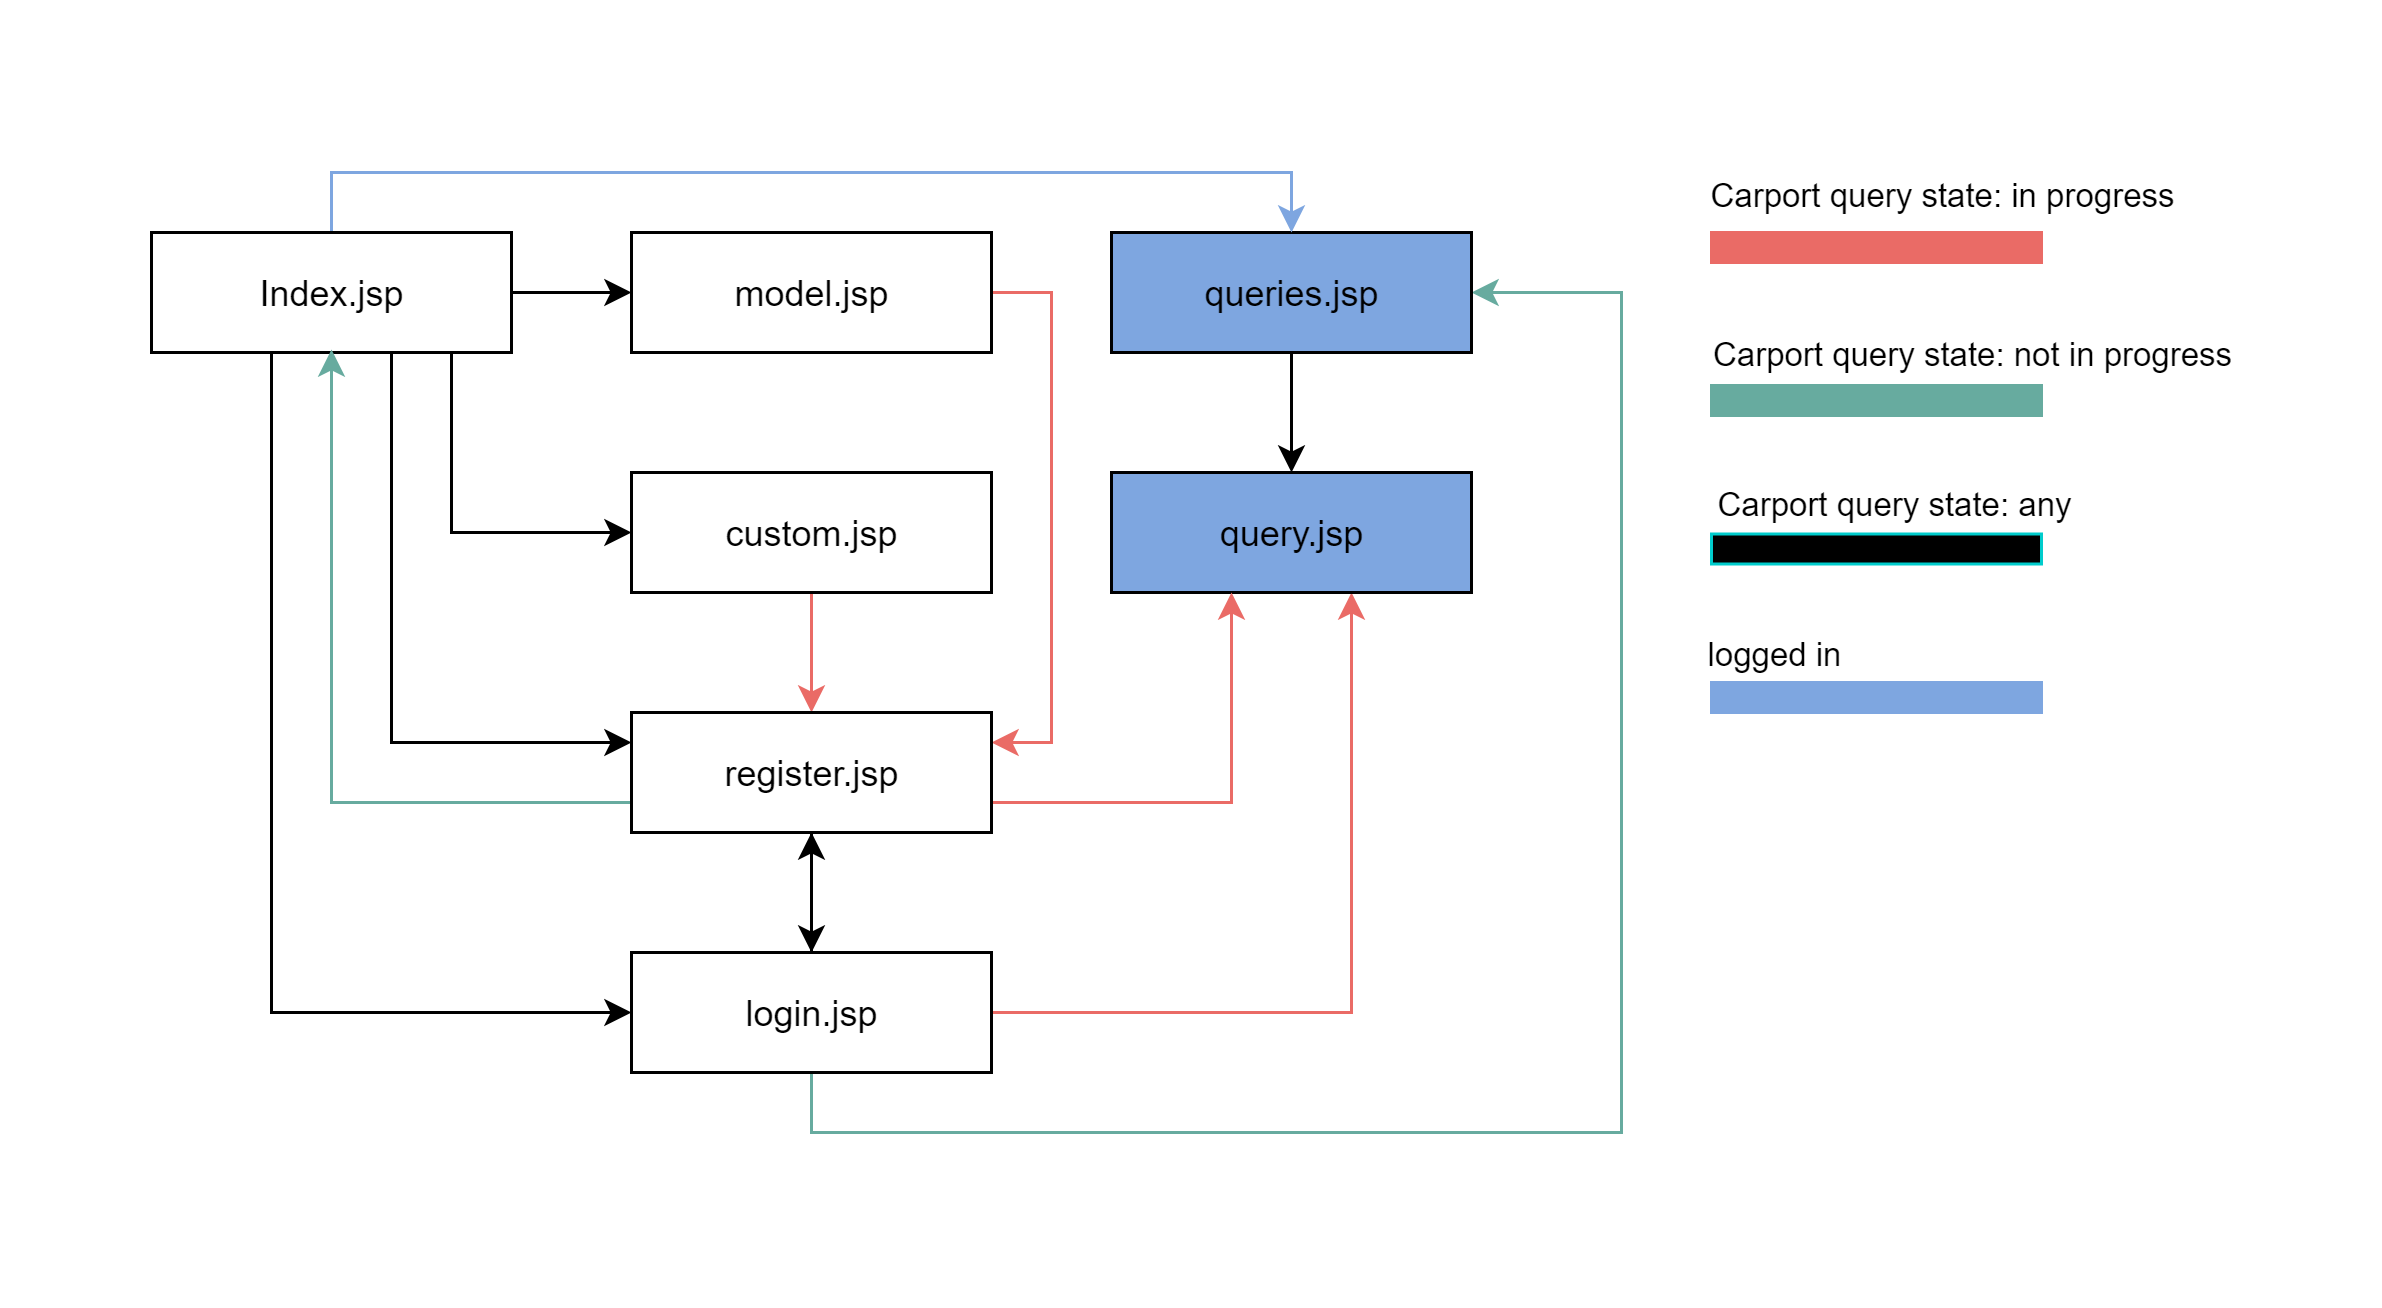 Index.jsp
model.jsp
queries.jsp
custom.jsp
query.jsp
register.jsp
login.jsp
Carport query state: in progress
Carport query state: not in progress
Carport query state: any
logged in